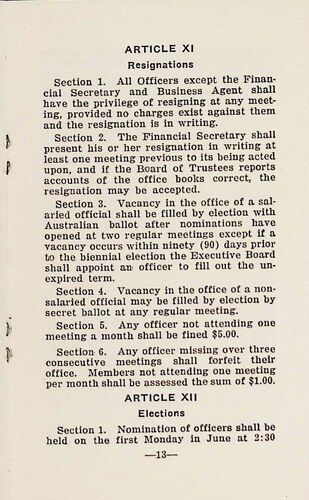 ARTICLE XI
Resignations
Section 1. All Officers except the Finan-
cial Secretary and Business Agent shall
have the privilege of resigning at any meet-
ing, provided no charges exist against them
and the resignation is in writing.
Section 2. The Financial Secretary shall
present his or her resignation in writing at
least one meeting previous to its being acted
upon, and if the Board of Trustees reports
accounts of the office books correct, the
resignation may be accepted.
Section 3. Vacancy in the office of a sal-
aried official shall be filled by election with
Australian ballot after nominations have
opened at two regular meetings except if a
vacancy occurs within ninety (90) days prior
to the biennial election the Executive Board
shall appoint an officer to fill out the un-
expired term.
Section 4. Vacancy in the office of a non-
salaried official may be filled by election by
secret ballot at any regular meeting.
Section 5. Any officer not attending one
meeting a month shall be fined $5.00.
Section 6. Any officer missing over three
consecutive meetings shall forfeit their
office. Members not attending one meeting
per month shall be assessed the sum of $1.00.
ARTICLE XII
Elections
Section 1. Nomination of officers shall be
held on the first Monday in June at 2:30
—13—